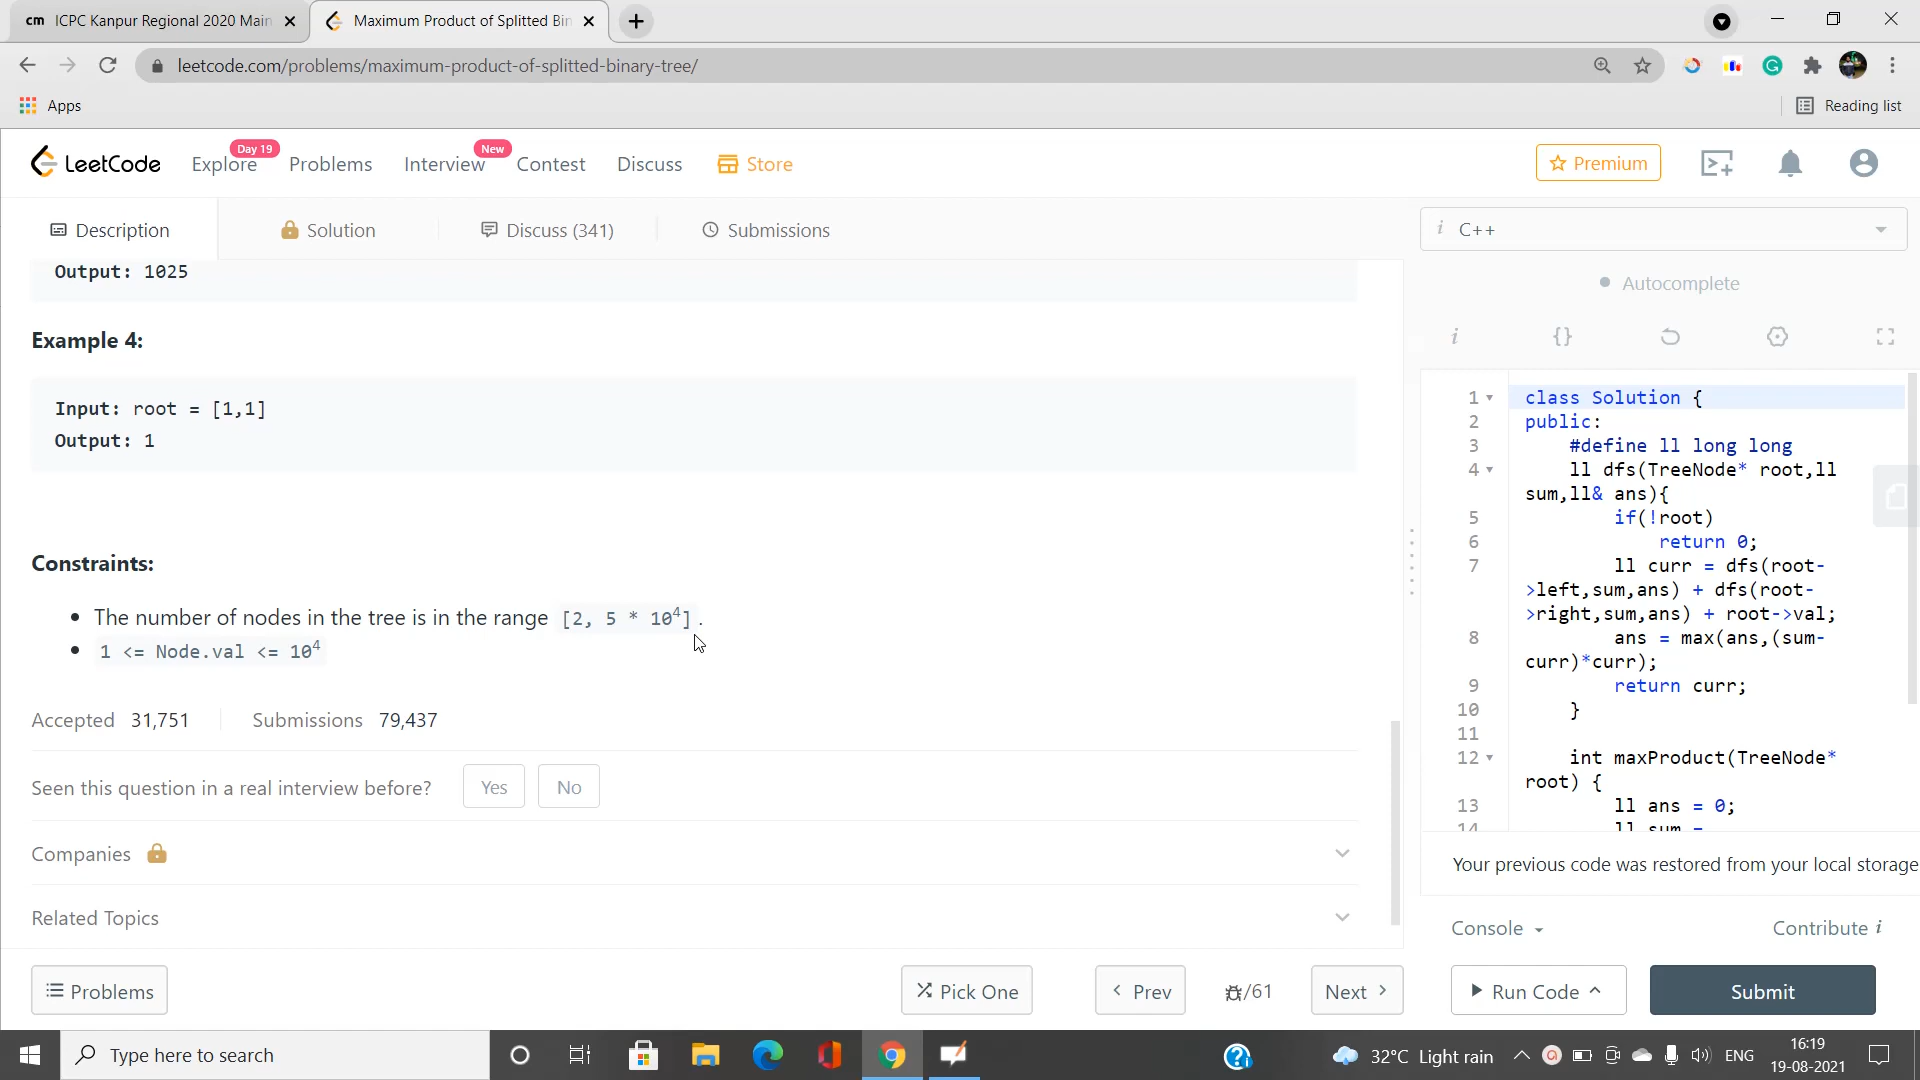 cm ICPC Kanpur Regional 2020 Main
Maximum Product of Splitted Bin
leetcode.com/problems/maximum-product-of-splitted-binary-tree/
Apps
Reading list
LeetCode
Explore
Day 19
Problems
Interview
New
Contest
Discuss
Store
Premium
Description
Solution
Discuss (341)
Submissions
i C++
Autocomplete
i {}
Output: 1025
Example 4:
Input: root = [1,1]
Output: 1
Constraints:
The number of nodes in the tree is in the range [2, 5 * 10⁴].
1 <= Node.val <= 10⁴
Accepted 31,751
Submissions 79,437
Seen this question in a real interview before?
Yes
No
Companies
Related Topics
1 class Solution {
2 public:
3 #define ll long long
4 ll dfs(TreeNode* root,ll
sum,ll& ans){
5 if(!root)
6 return 0;
7 ll curr = dfs(root-
>left,sum,ans) + dfs(root-
>right,sum,ans) + root->val;
8 ans = max(ans,(sum-
curr)*curr);
9 return curr;
10 }
11
12 int maxProduct(TreeNode*
root) {
13 ll ans = 0;
14 ll sum =
Your previous code was restored from your local storage
Console
Contribute i
Problems
Pick One
Prev
/61
Next
Run Code
Submit
Type here to search
32°C Light rain
ENG
16:19
19-08-2021